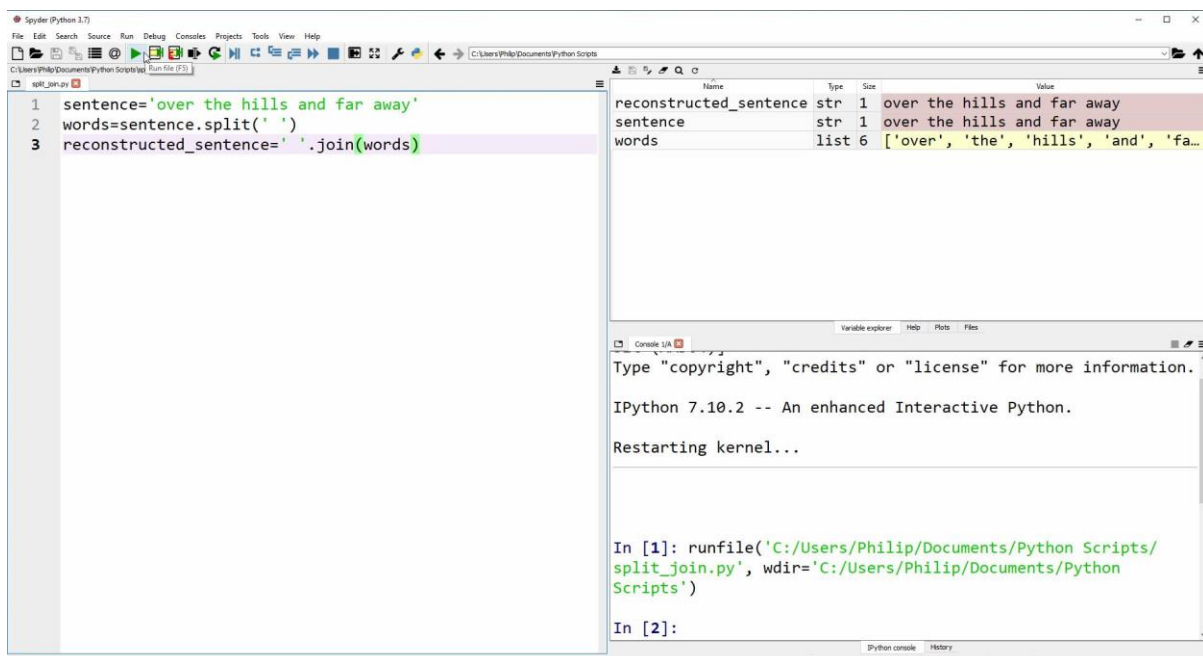 Spyder (Python 3.7)
File Edit Search Source Run Debug Consoles Projects Tools View Help
C:\Users\Philip\Documents\Python Scripts
C:\Users\Philip\Documents\Python Scripts\sp
Run file (F5)
split_join.py
1 sentence='over the hills and far away'
2 words=sentence.split(' ')
3 reconstructed_sentence=' '.join(words)
Name Type Size Value
reconstructed_sentence str 1 over the hills and far away
sentence str 1 over the hills and far away
words list 6 ['over', 'the', 'hills', 'and', 'fa...
Variable explorer Help Plots Files
Console 1/A
Type "copyright", "credits" or "license" for more information.
IPython 7.10.2 -- An enhanced Interactive Python.
Restarting kernel...
In [1]: runfile('C:/Users/Philip/Documents/Python Scripts/
split_join.py', wdir='C:/Users/Philip/Documents/Python
Scripts')
In [2]:
IPython console History